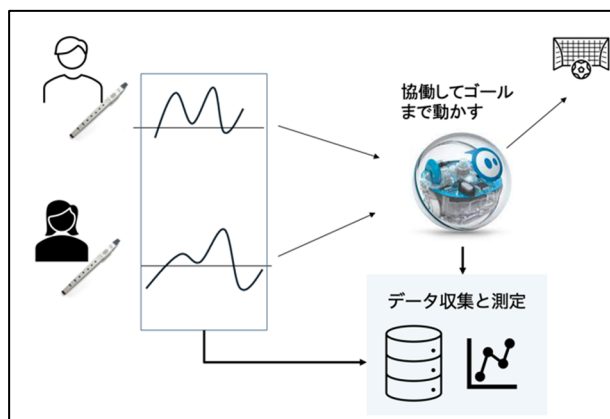 協働してゴール
まで動かす
データ収集と測定